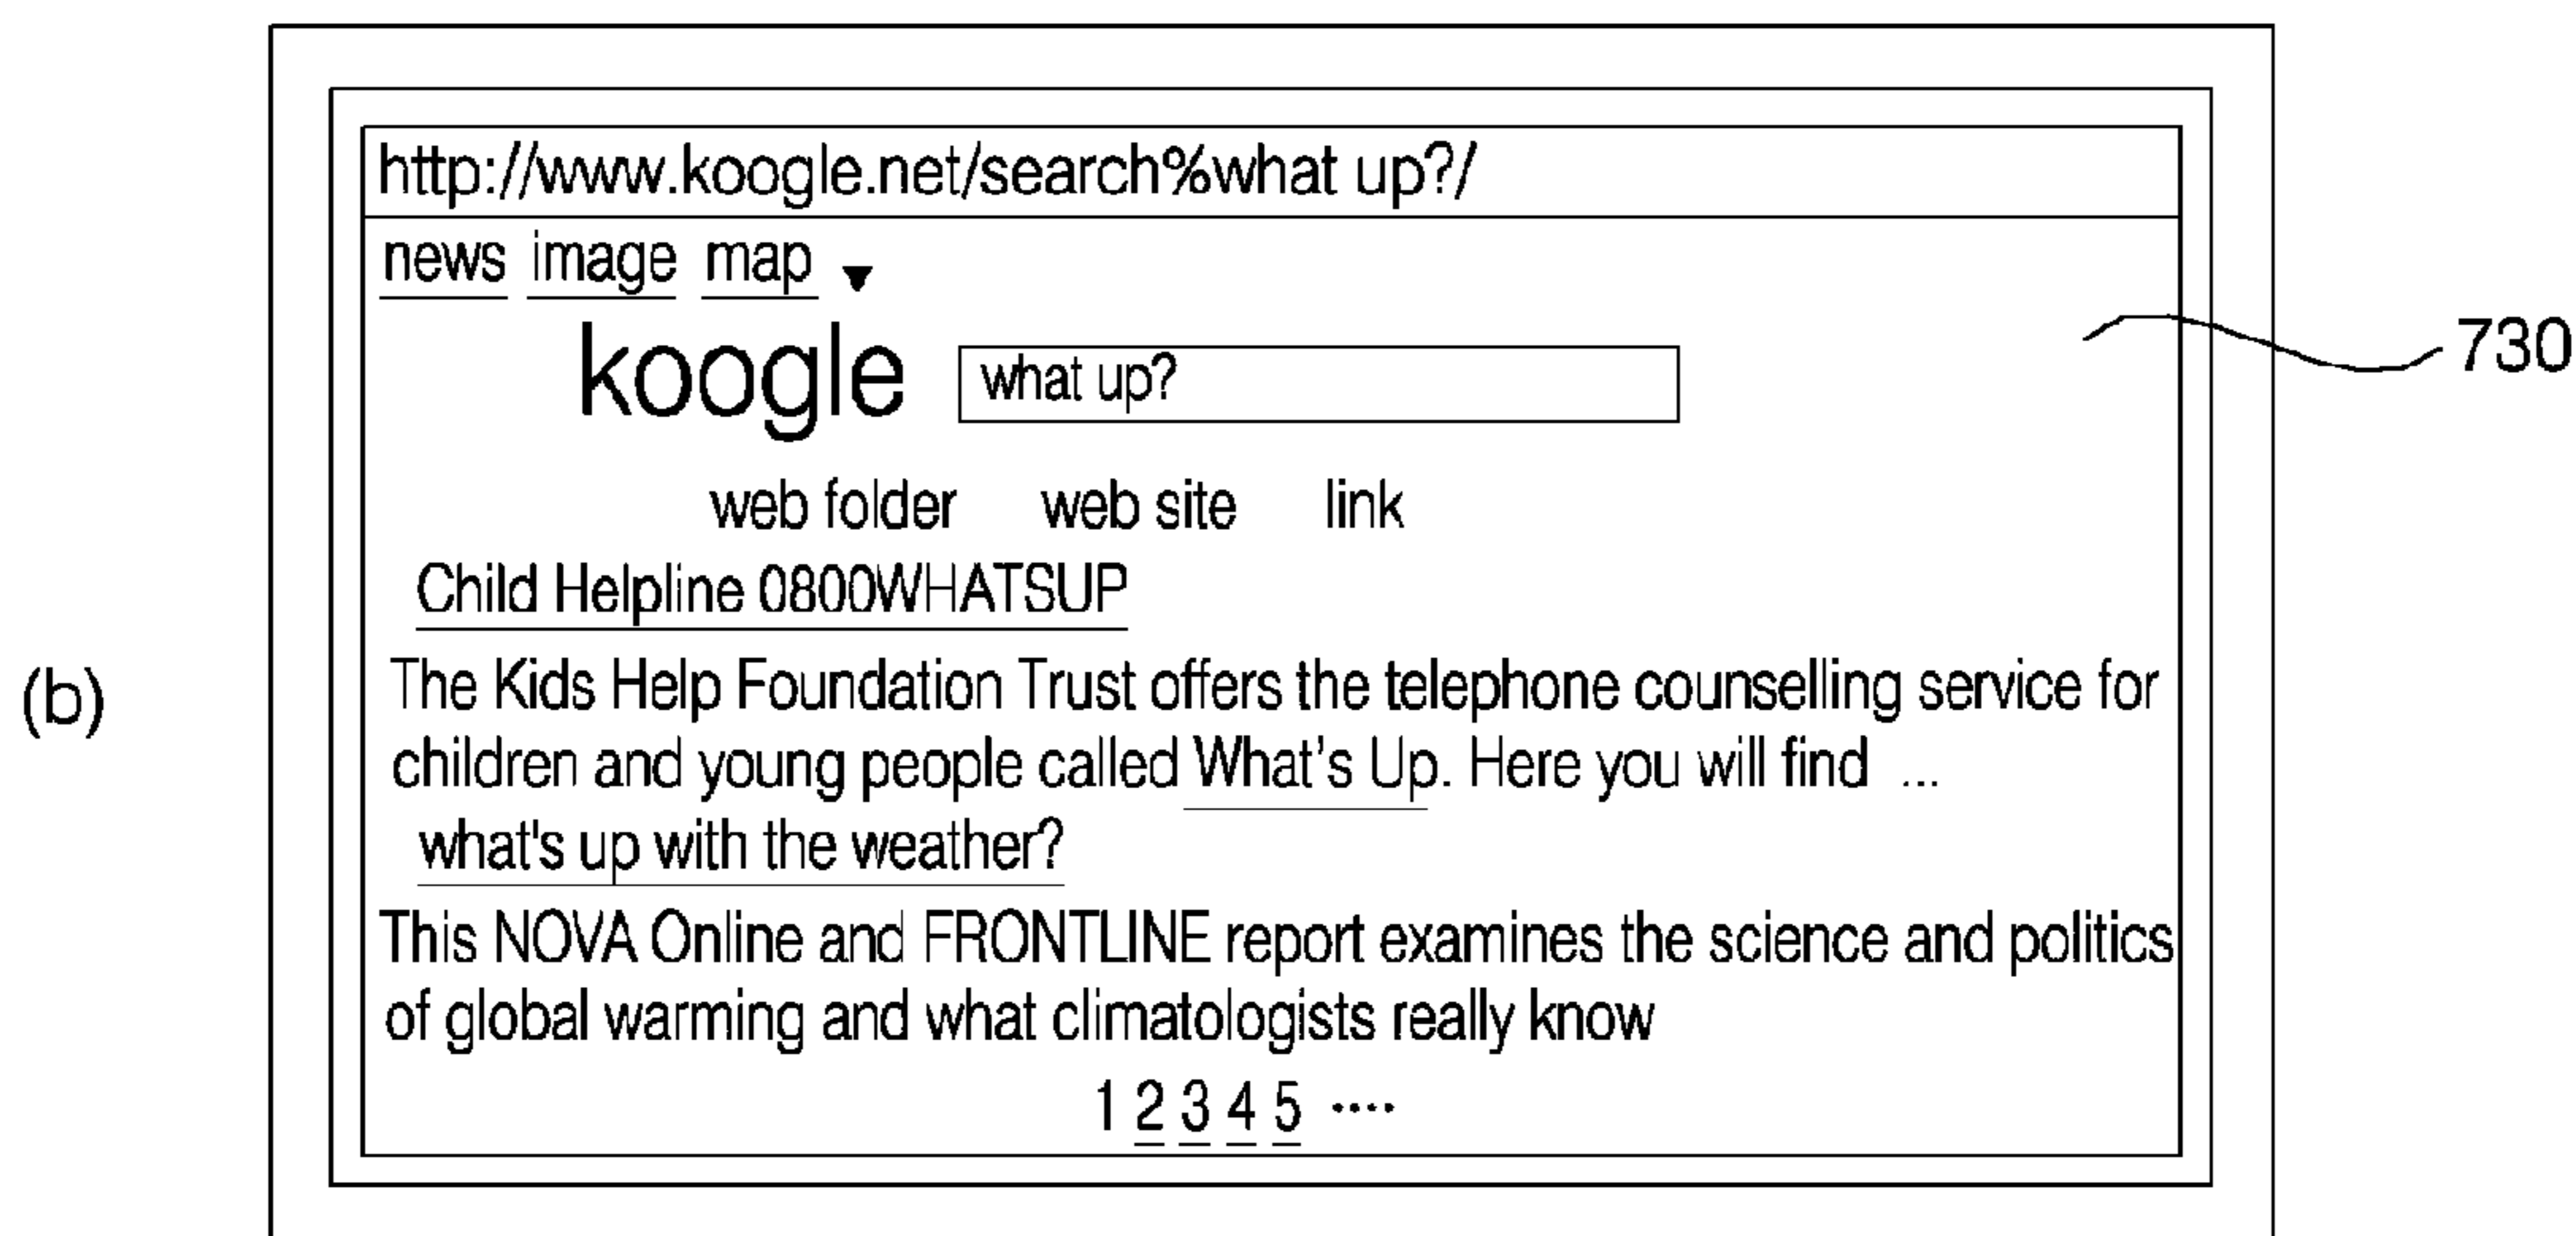 http://www.koogle.net/search%what up?/
news image map
730
koogle what up?
web folder web site link
Child Helpline 0800WHATSUP
(b)
The Kids Help Foundation Trust offers the telephone counselling service for
children and young people called What's Up. Here you will find ...
what's up with the weather?
This NOVA Online and FRONTLINE report examines the science and politics
of global warming and what climatologists really know
1 2 3 4 5 ....